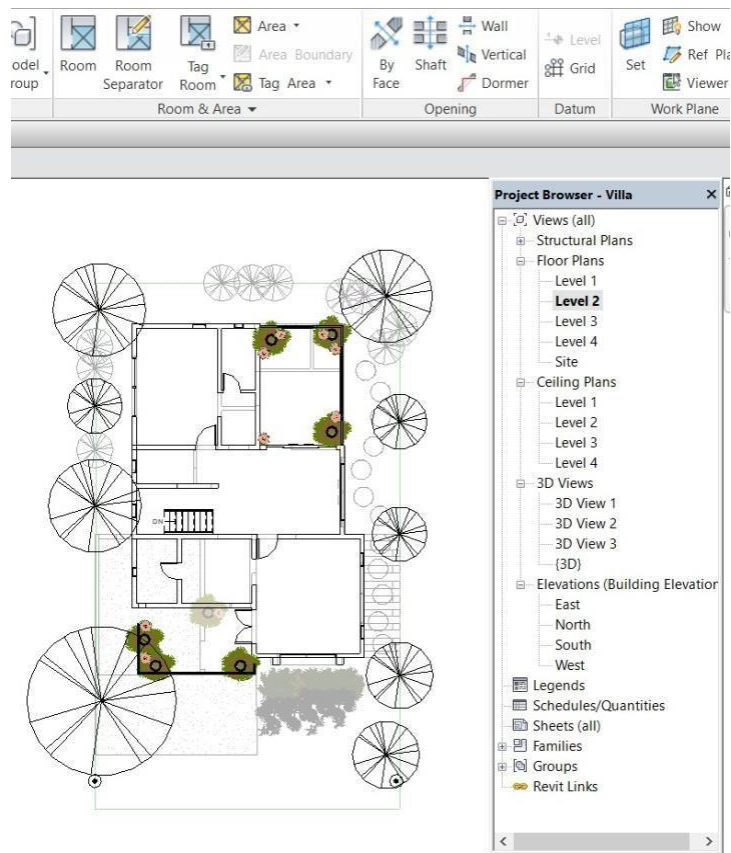 Area
Wall
Show
odel
roup
Room
Room
Separator
Tag
Room
Area Boundary
Tag Area
By
Face
Shaft
Vertical
Dormer
Level
Grid
Set
Ref Pla
Viewer
Room & Area
Opening
Datum
Work Plane
Project Browser - Villa
Views (all)
Structural Plans
Floor Plans
Level 1
Level 2
Level 3
Level 4
Site
Ceiling Plans
Level 1
Level 2
Level 3
Level 4
3D Views
3D View 1
3D View 2
3D View 3
{3D}
Elevations (Building Elevation
East
North
South
West
Legends
Schedules/Quantities
Sheets (all)
Families
Groups
Revit Links
DN